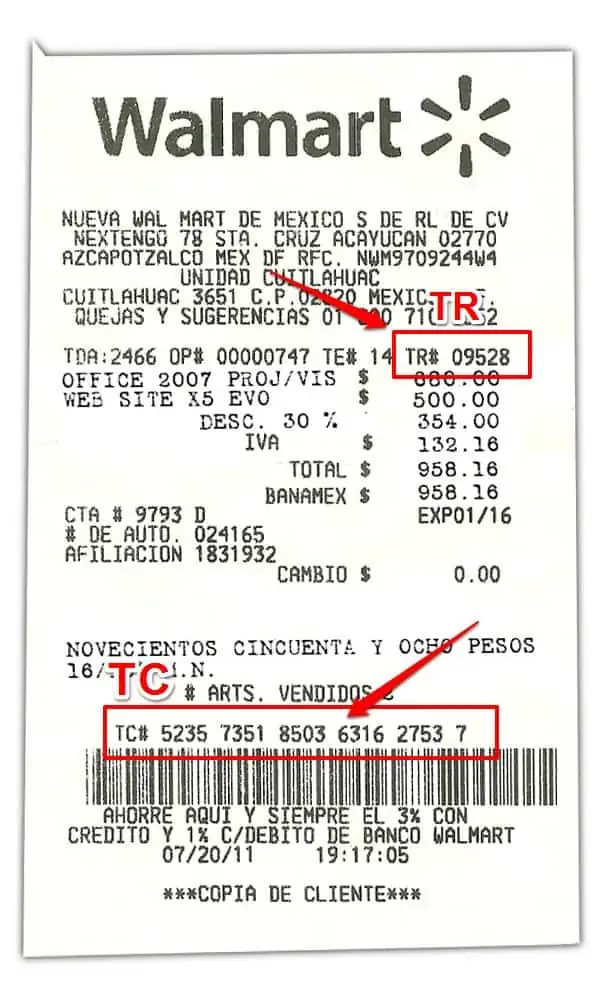 Walmart
NUEVA WAL MART DE MEXICO S DE RL DE CV
NEXTENGO 78 STA. CRUZ ACAYUCAN 02770
AZCAPOTZALCO MEX DF RFC. NWM9709244W4
UNIDAD CUITLAHUAC
CUITLAHUAC 3651 C.P.02820
QUEJAS Y SUGERENCIAS 01
TR
TDA:2466 OP# 00000747 TE# 14 TR# 09528
OFFICE 2007 PROJ/VIS $ 880.00
WEB SITE X5 EVO $ 500.00
DESC. 30 % 354.00
IVA $ 132.16
TOTAL $ 958.16
BANAMEX $ 958.16
CTA # 9793 D EXP01/16
# DE AUTO. 024165
AFILIACION 1831932
CAMBIO $ 0.00
NOVECIENTOS CINCUENTA Y OCHO PESOS
TC
# ARTS. VENDIDOS 2
TC# 5235 7351 8503 6316 2753 7
AHORRE AQUI Y SIEMPRE EL 3% CON
CREDITO Y 1% C/DEBITO DE BANCO WALMART
07/20/11 19:17:05
***COPIA DE CLIENTE***